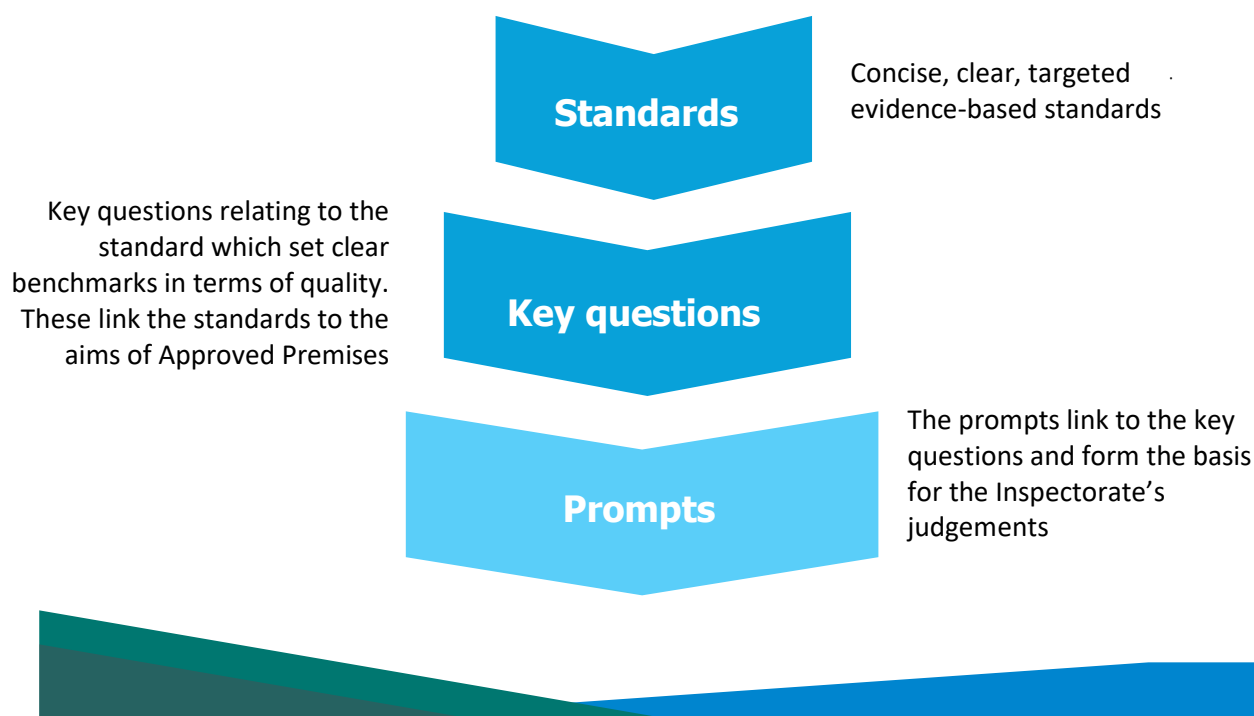 Standards
Concise, clear, targeted .
evidence-based standards
Key questions relating to the
standard which set clear
benchmarks in terms of quality.
These link the standards to the
aims of Approved Premises
Key questions
Prompts
The prompts link to the key
questions and form the basis
for the Inspectorate’s
judgements